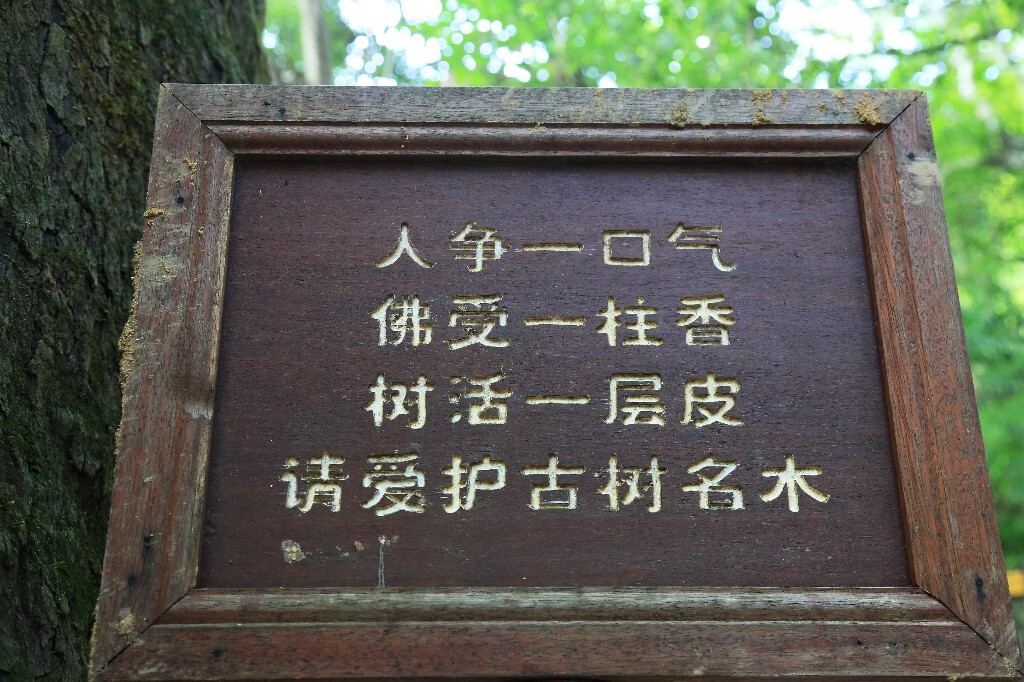 人争一口气
佛受一柱香
树活一层皮
请爱护古树名木